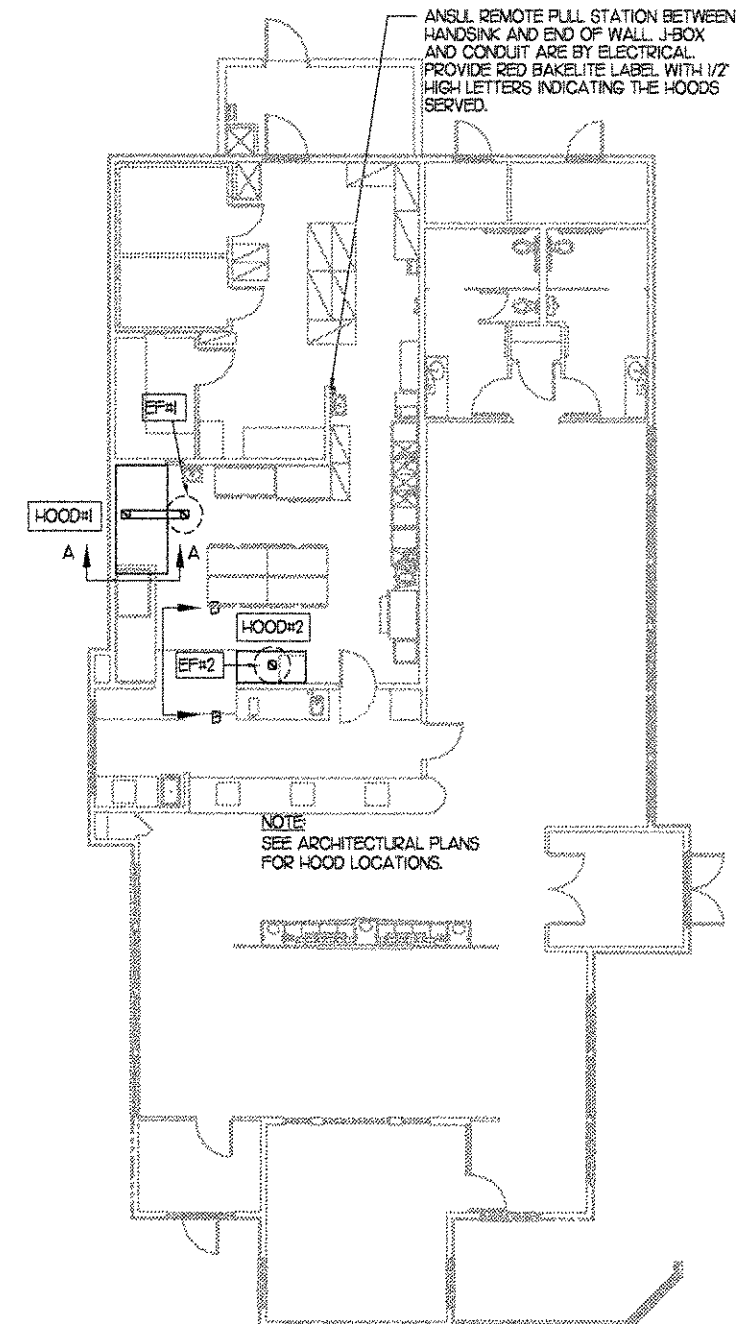 ANSUL REMOTE PULL STATION BETWEEN
HANDSINK AND END OF WALL. J-BOX
AND CONDUIT ARE BY ELECTRICAL.
PROVIDE RED BAKELITE LABEL WITH 1/2"
HIGH LETTERS INDICATING THE HOODS
SERVED.
EF#1
HOOD#1
A
A
HOOD#2
EF#2
NOTE:
SEE ARCHITECTURAL PLANS
FOR HOOD LOCATIONS.